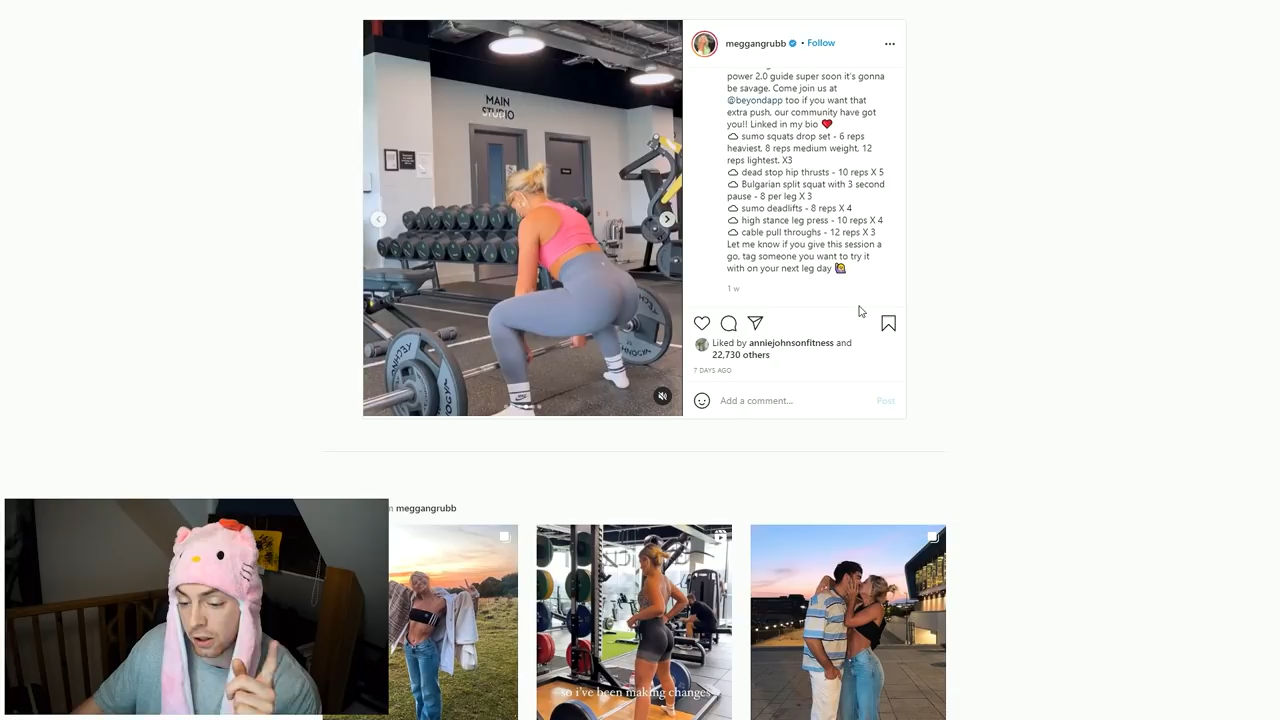 MAIN
STUDIO
TECHNOGYM
TECHNOGYM
meggangrubb • Follow
power 2.0 guide super soon it's gonna
be savage. Come join us at
@beyondapp too if you want that
extra push, our community have got
you!! Linked in my bio ❤️
☁ sumo squats drop set - 6 reps
heaviest, 8 reps medium weight, 12
reps lightest, X3
☁ dead stop hip thrusts - 10 reps X 5
☁ Bulgarian split squat with 3 second
pause - 8 per leg X 3
☁ sumo deadlifts - 8 reps X 4
☁ high stance leg press - 10 reps X 4
☁ cable pull throughs - 12 reps X 3
Let me know if you give this session a
go, tag someone you want to try it
with on your next leg day 🙋
1 w
Liked by anniejohnsonfitness and
22,730 others
7 DAYS AGO
Add a comment... Post
meggangrubb
so i've been making changes